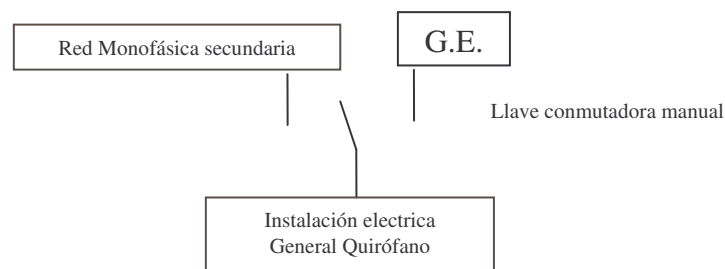 Red Monofásica secundaria
G.E.
Llave conmutadora manual
Instalación electrica
General Quirófano